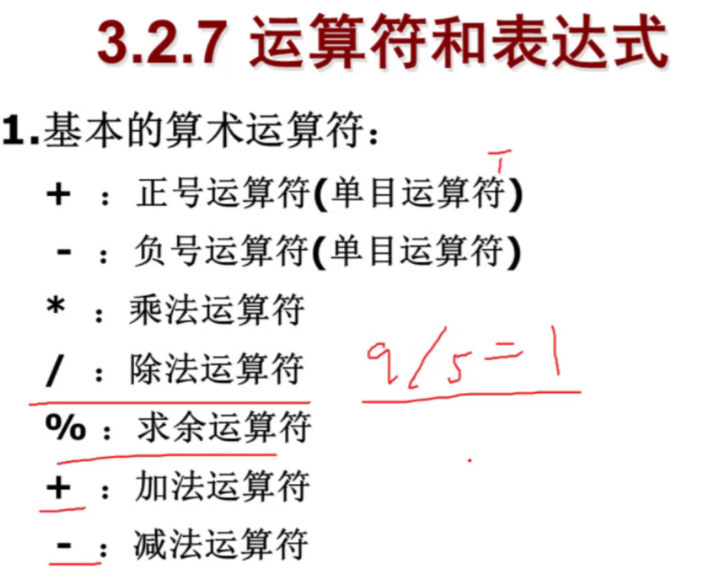 3.2.7 运算符和表达式
1.基本的算术运算符：
+ ：正号运算符(单目运算符)
- ：负号运算符(单目运算符)
* ：乘法运算符
/ ：除法运算符
9/5=1
% ：求余运算符
+ ：加法运算符
- ：减法运算符